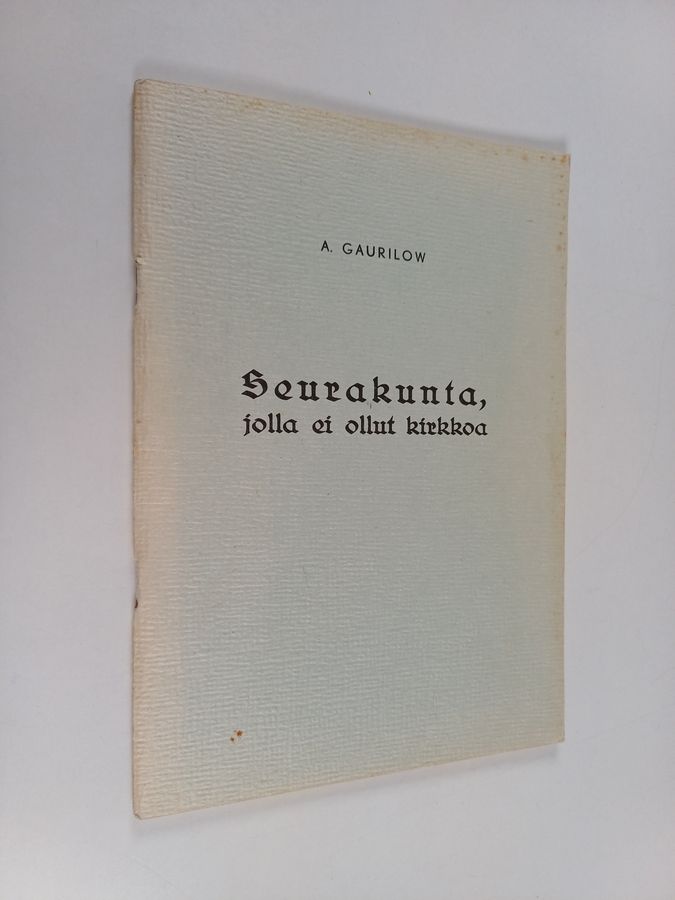 A. GAURILOW
Seurakunta,
jolla ei ollut kirkkoa